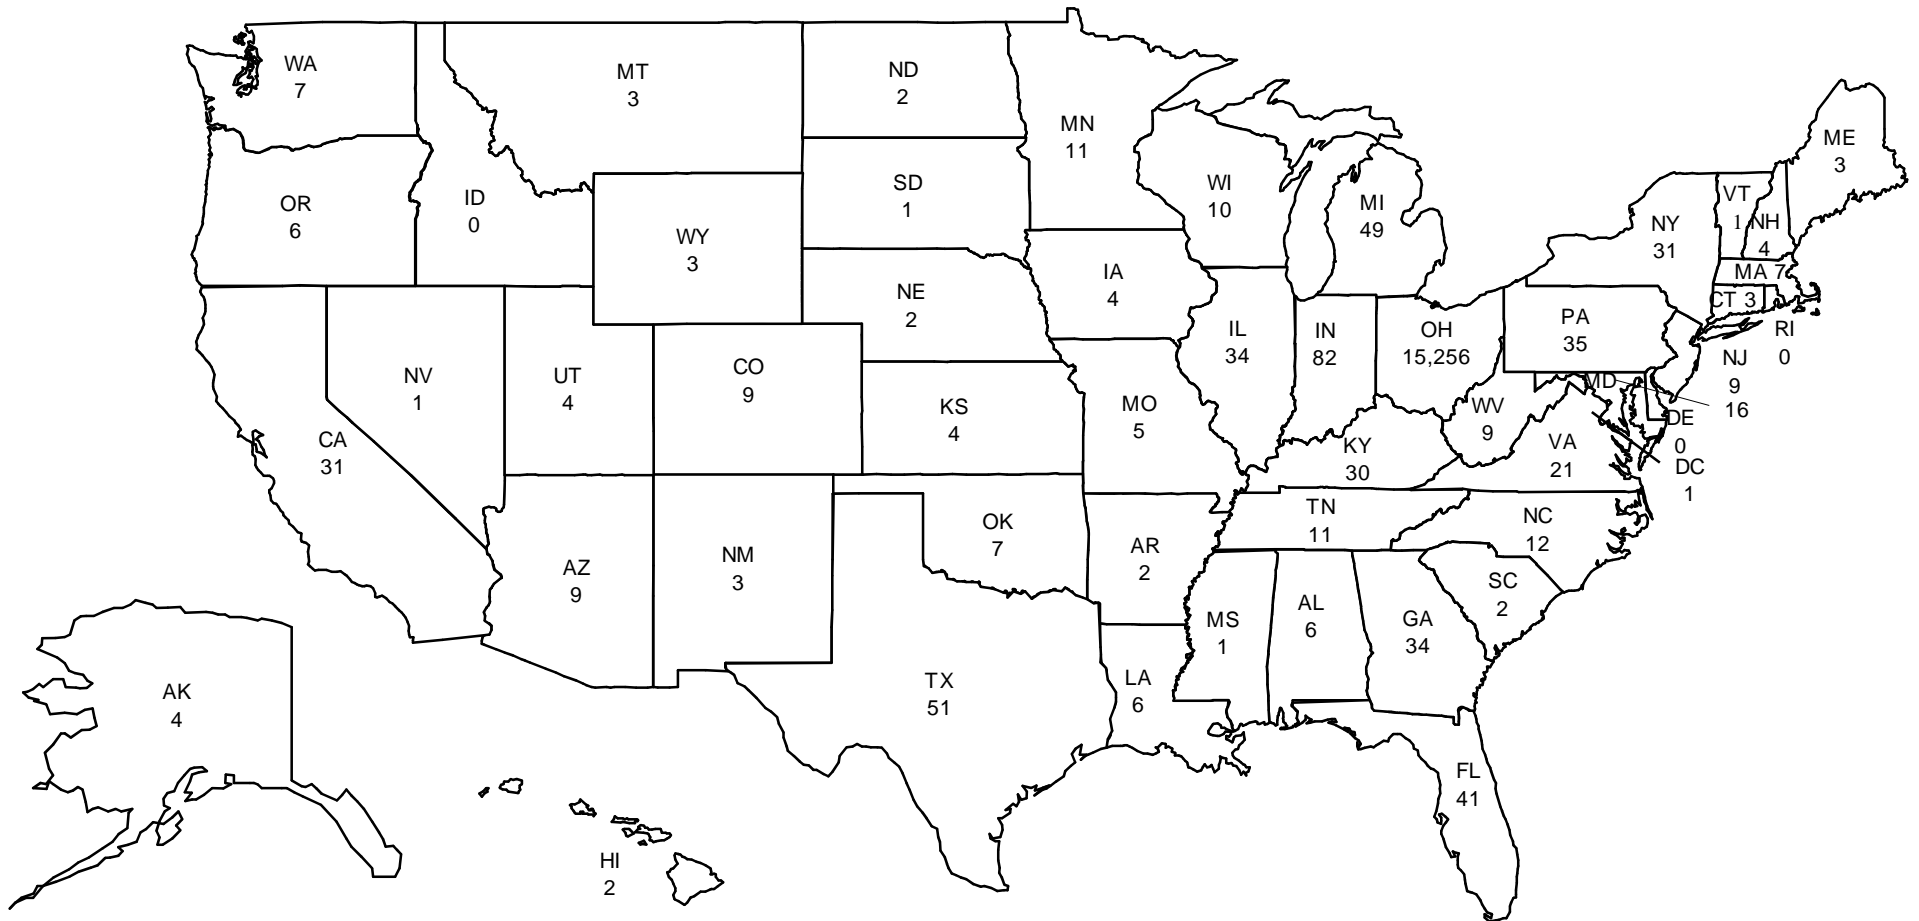 WA
7
MT
3
ND
2
MN
11
ME
3
OR
6
ID
0
WY
3
SD
1
WI
10
MI
49
VT
1
NH
4
NY
31
MA 7
CT 3
RI
0
NE
2
IA
4
IL
34
IN
82
OH
15,256
PA
35
NJ
9
MD
16
DE
0
DC
1
CA
31
NV
1
UT
4
CO
9
KS
4
MO
5
KY
30
WV
9
VA
21
AZ
9
NM
3
OK
7
AR
2
TN
11
NC
12
SC
2
MS
1
AL
6
GA
34
LA
6
TX
51
FL
41
AK
4
HI
2